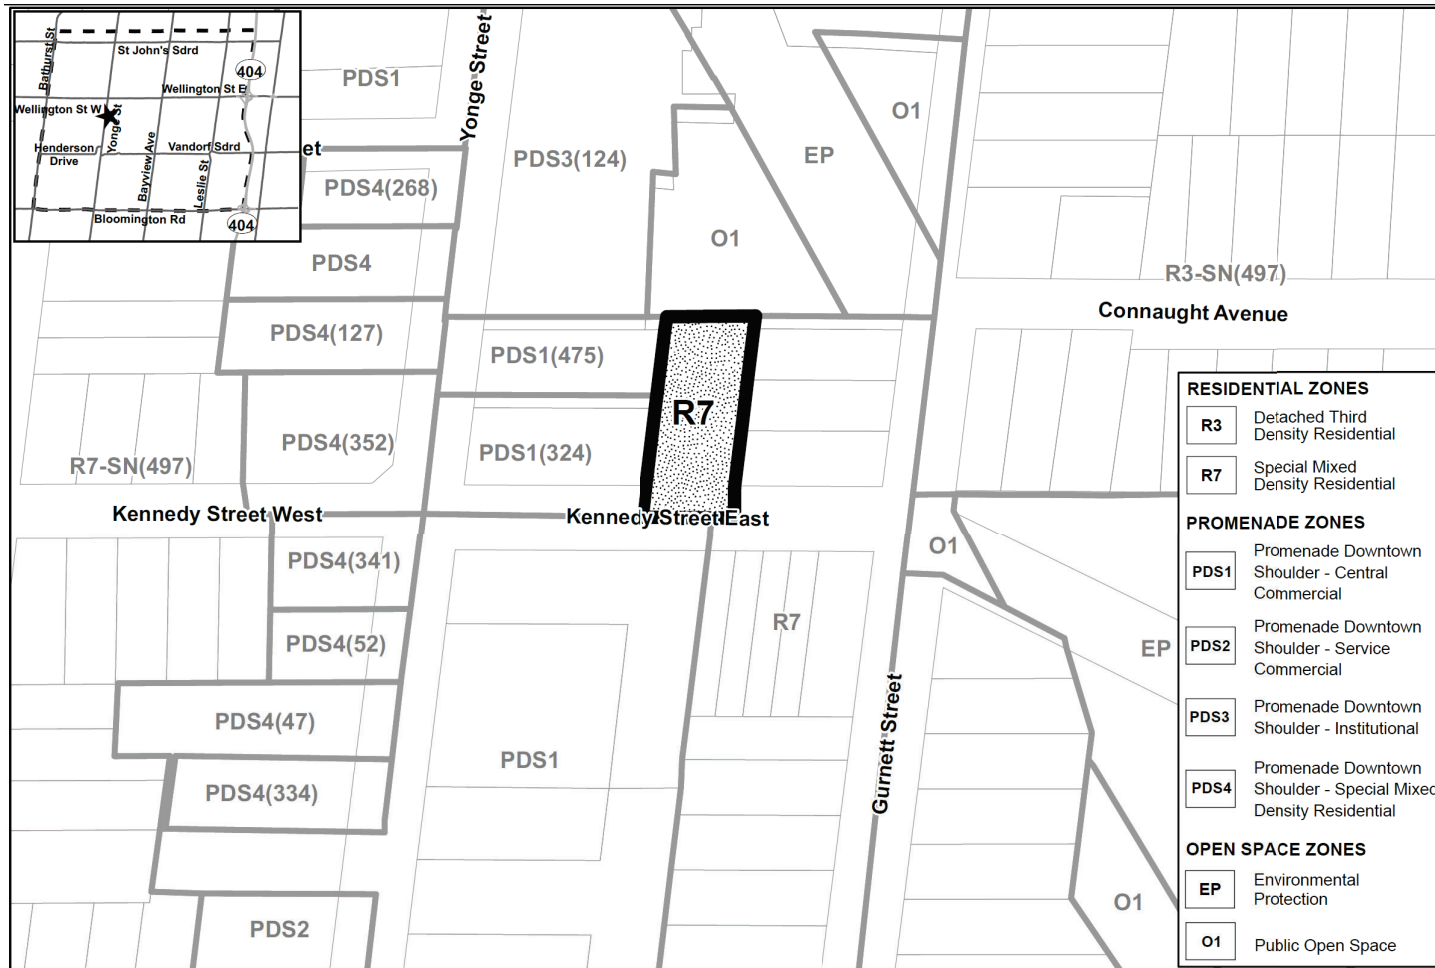 Bathurst St
St John's Sdrd
404
Wellington St E
Wellington St W
Yonge St
Henderson
Drive
Bayview Ave
Vandorf Sdrd
Leslie St
Bloomington Rd
404
et
Yonge Street
PDS1
PDS4(268)
PDS3(124)
O1
EP
O1
PDS4
R3-SN(497)
Connaught Avenue
PDS4(127)
PDS1(475)
R7
PDS4(352)
PDS1(324)
R7-SN(497)
Kennedy Street West
Kennedy Street East
O1
PDS4(341)
PDS4(52)
R7
EP
PDS4(47)
Gurnett Street
PDS1
PDS4(334)
PDS2
O1
RESIDENTIAL ZONES
R3
Detached Third
Density Residential
R7
Special Mixed
Density Residential
PROMENADE ZONES
PDS1
Promenade Downtown
Shoulder - Central
Commercial
PDS2
Promenade Downtown
Shoulder - Service
Commercial
PDS3
Promenade Downtown
Shoulder - Institutional
PDS4
Promenade Downtown
Shoulder - Special Mixed
Density Residential
OPEN SPACE ZONES
EP
Environmental
Protection
O1
Public Open Space